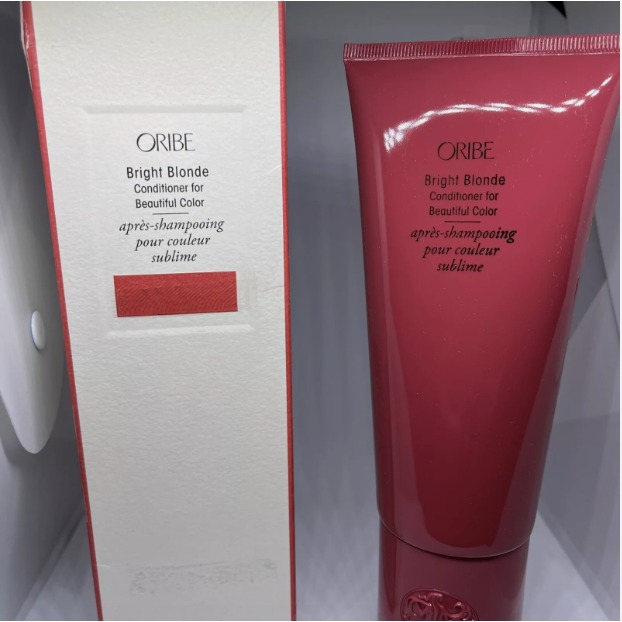 ORIBE
Bright Blonde
Conditioner for
Beautiful Color
après-shampooing
pour couleur
sublime
ORIBE
Bright Blonde
Conditioner for
Beautiful Color
après-shampooing
pour couleur
sublime